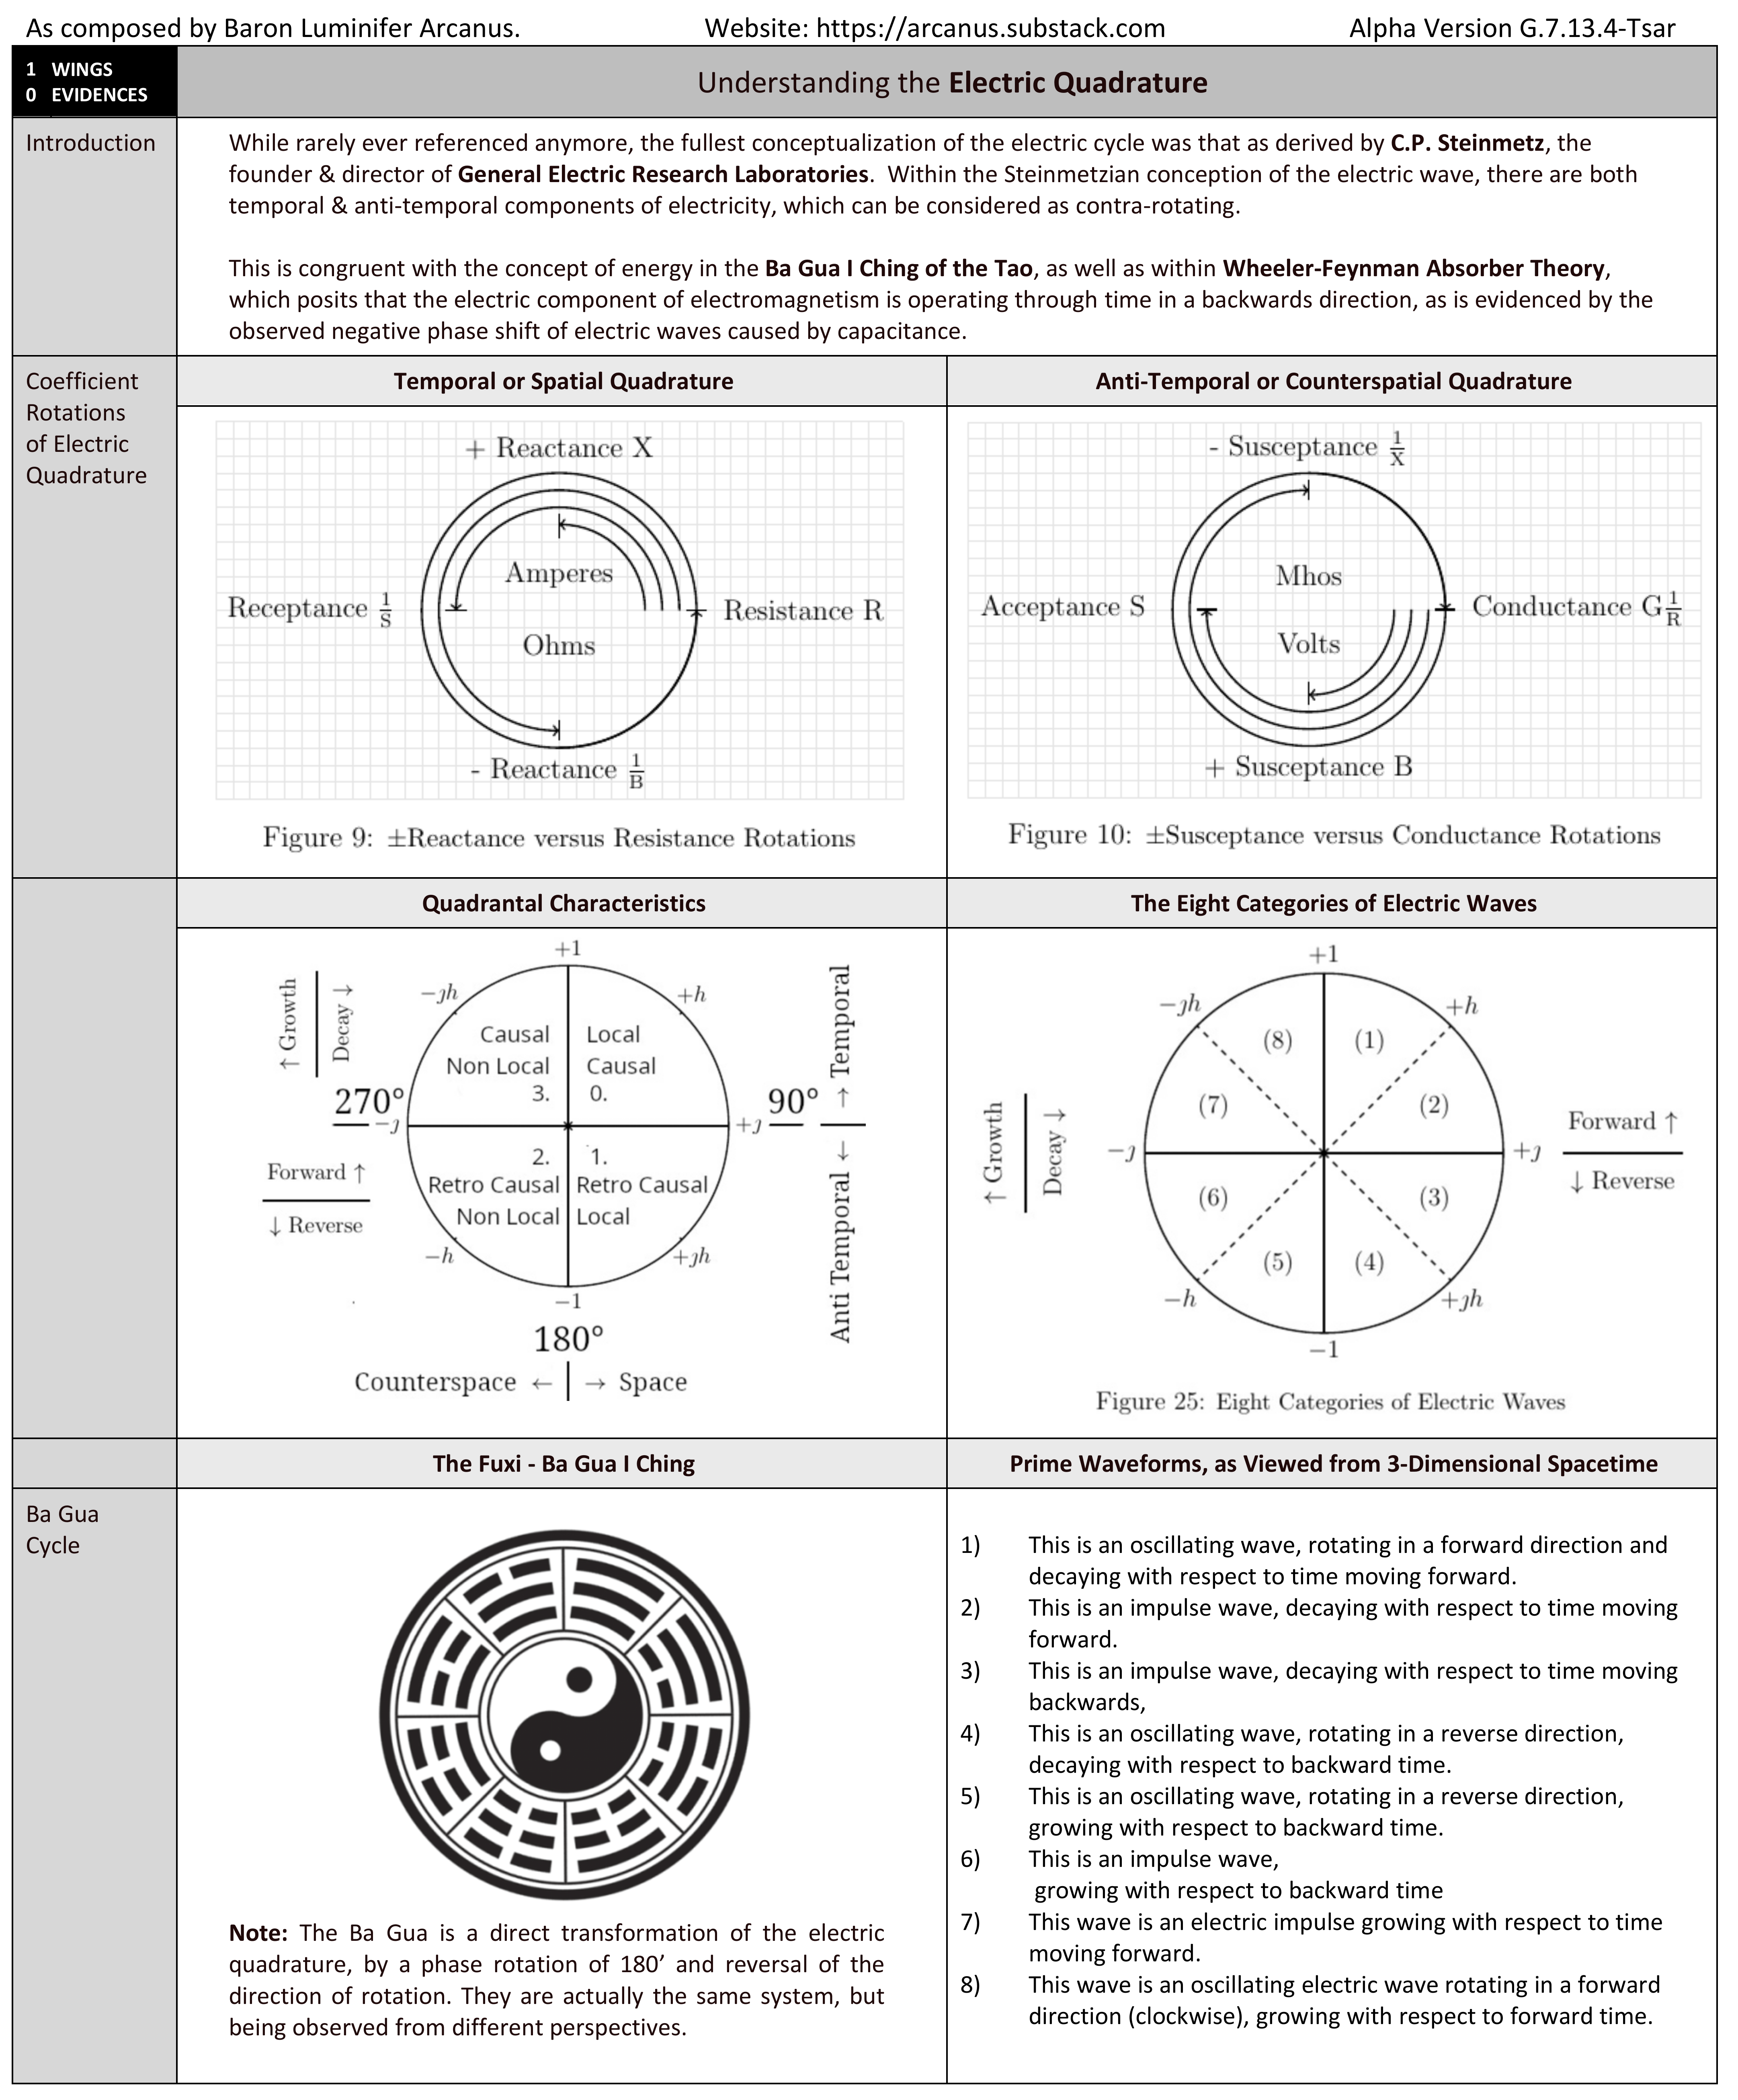 As composed by Baron Luminifer Arcanus. Website: https://arcanus.substack.com Alpha Version G.7.13.4-Tsar
1 WINGS
0 EVIDENCES
Understanding the Electric Quadrature
Introduction
While rarely ever referenced anymore, the fullest conceptualization of the electric cycle was that as derived by C.P. Steinmetz, the
founder & director of General Electric Research Laboratories. Within the Steinmetzian conception of the electric wave, there are both
temporal & anti-temporal components of electricity, which can be considered as contra-rotating.
This is congruent with the concept of energy in the Ba Gua I Ching of the Tao, as well as within Wheeler-Feynman Absorber Theory,
which posits that the electric component of electromagnetism is operating through time in a backwards direction, as is evidenced by the
observed negative phase shift of electric waves caused by capacitance.
Coefficient
Rotations
of Electric
Quadrature
Temporal or Spatial Quadrature
+ Reactance X
Amperes
Receptance 1/S
Resistance R
Ohms
- Reactance 1/B
Figure 9: ±Reactance versus Resistance Rotations
Anti-Temporal or Counterspatial Quadrature
- Susceptance 1/X
Mhos
Acceptance S
Conductance G 1/R
Volts
+ Susceptance B
Figure 10: ±Susceptance versus Conductance Rotations
Quadrantal Characteristics
+1
-ȷh
+h
↑ Growth
Decay →
Causal
Non Local
3.
Local
Causal
0.
↑ Temporal
270°
-ȷ
90°
+ȷ
Forward ↑
↓ Reverse
2.
Retro Causal
Non Local
1.
Retro Causal
Local
Anti Temporal ↓
-h
+ȷh
-1
180°
Counterspace ← → Space
The Eight Categories of Electric Waves
+1
-ȷh
+h
(8)
(1)
(7)
(2)
↑ Growth
Decay →
-ȷ
+ȷ
Forward ↑
↓ Reverse
(6)
(3)
(5)
(4)
-h
+ȷh
-1
Figure 25: Eight Categories of Electric Waves
The Fuxi - Ba Gua I Ching
Prime Waveforms, as Viewed from 3-Dimensional Spacetime
Ba Gua
Cycle
Note: The Ba Gua is a direct transformation of the electric
quadrature, by a phase rotation of 180’ and reversal of the
direction of rotation. They are actually the same system, but
being observed from different perspectives.
1) This is an oscillating wave, rotating in a forward direction and
decaying with respect to time moving forward.
2) This is an impulse wave, decaying with respect to time moving
forward.
3) This is an impulse wave, decaying with respect to time moving
backwards,
4) This is an oscillating wave, rotating in a reverse direction,
decaying with respect to backward time.
5) This is an oscillating wave, rotating in a reverse direction,
growing with respect to backward time.
6) This is an impulse wave,
growing with respect to backward time
7) This wave is an electric impulse growing with respect to time
moving forward.
8) This wave is an oscillating electric wave rotating in a forward
direction (clockwise), growing with respect to forward time.